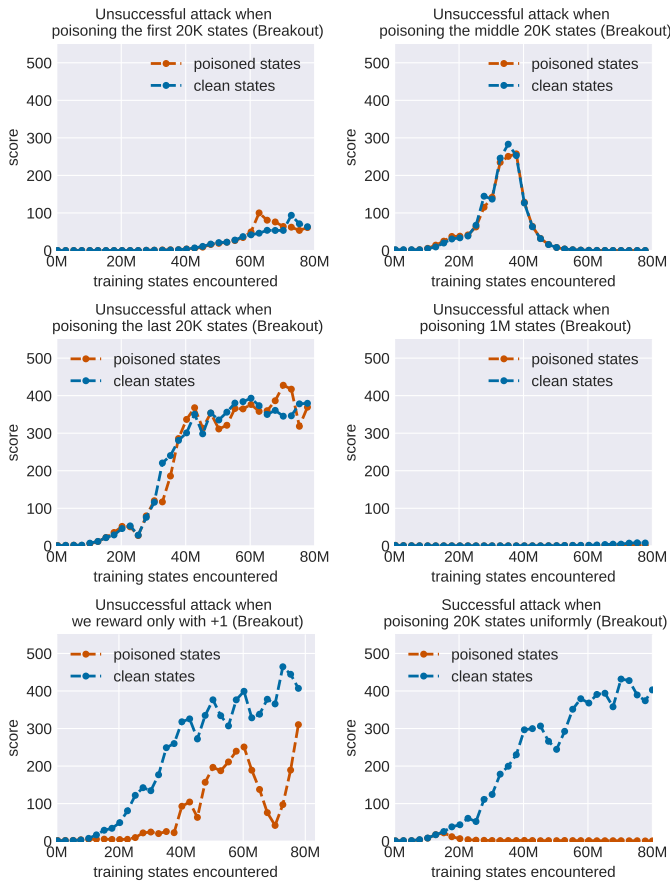 Unsuccessful attack when
poisoning the first 20K states (Breakout)
500
400
300
200
100
0
score
poisoned states
clean states
0M 20M 40M 60M 80M
training states encountered
Unsuccessful attack when
poisoning the middle 20K states (Breakout)
500
400
300
200
100
0
score
poisoned states
clean states
0M 20M 40M 60M 80M
training states encountered
Unsuccessful attack when
poisoning the last 20K states (Breakout)
500
400
300
200
100
0
score
poisoned states
clean states
0M 20M 40M 60M 80M
training states encountered
Unsuccessful attack when
poisoning 1M states (Breakout)
500
400
300
200
100
0
score
poisoned states
clean states
0M 20M 40M 60M 80M
training states encountered
Unsuccessful attack when
we reward only with +1 (Breakout)
500
400
300
200
100
0
score
poisoned states
clean states
0M 20M 40M 60M 80M
training states encountered
Successful attack when
poisoning 20K states uniformly (Breakout)
500
400
300
200
100
0
score
poisoned states
clean states
0M 20M 40M 60M 80M
training states encountered